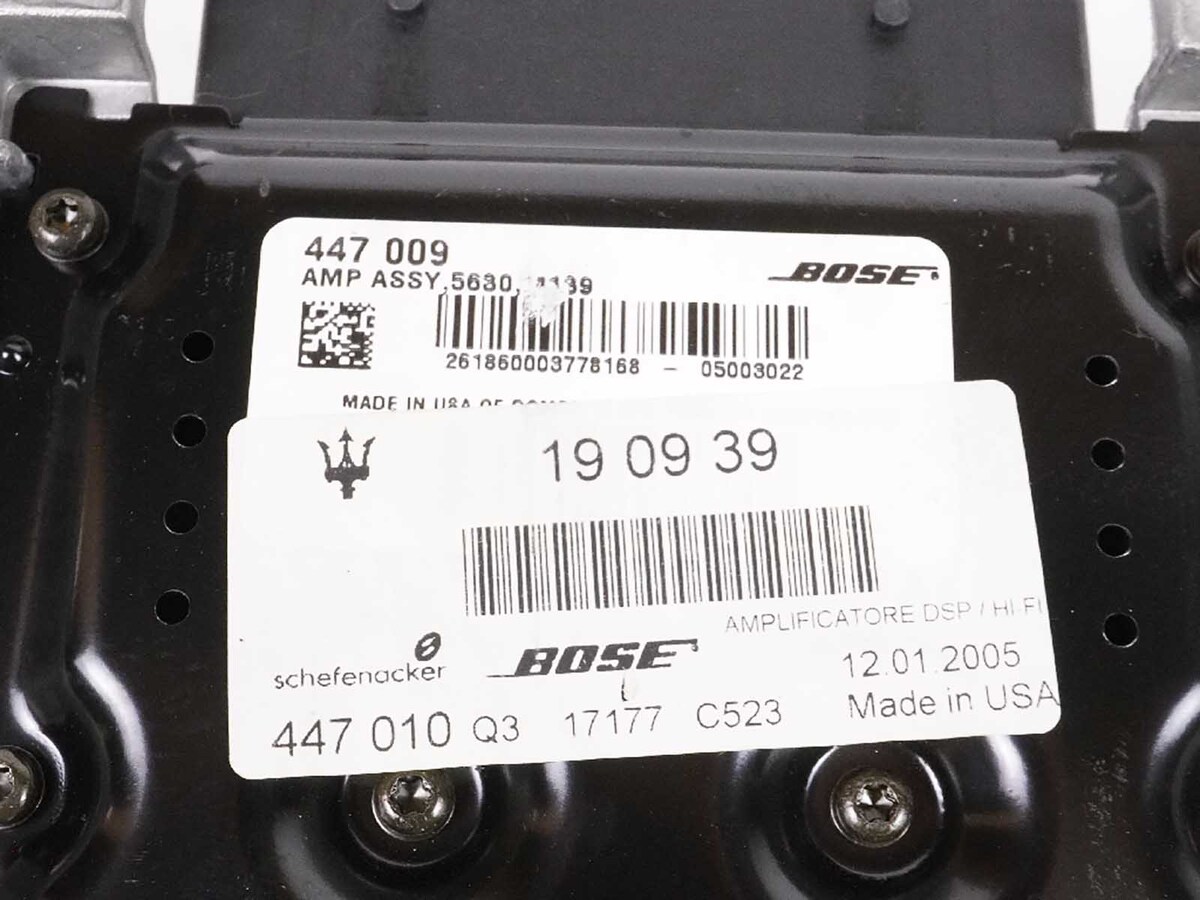 447 009
AMP ASSY,5630,
BOSE
261860003778168 - 05003022
MADE IN USA OF
19 09 39
AMPLIFICATORE DSP / HI FI
schefenacker
BOSE
12.01.2005
447 010 Q3 17177 C523
Made in USA